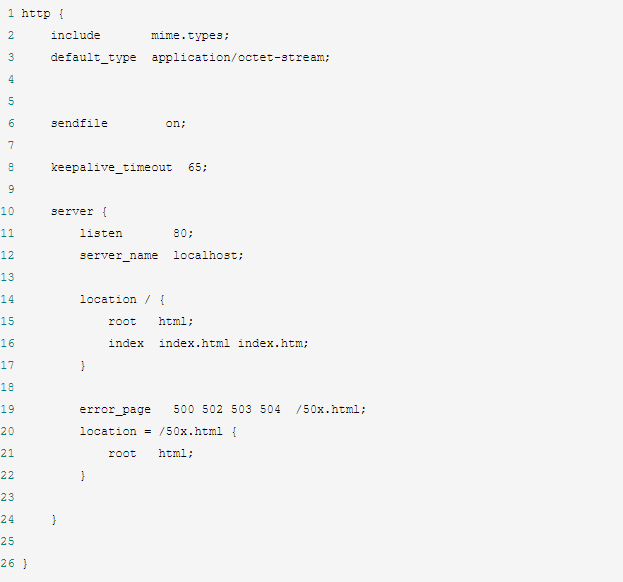 1 http {
2     include       mime.types;
3     default_type  application/octet-stream;
4
5
6     sendfile        on;
7
8     keepalive_timeout  65;
9
10     server {
11         listen       80;
12         server_name  localhost;
13
14         location / {
15             root   html;
16             index  index.html index.htm;
17         }
18
19         error_page   500 502 503 504  /50x.html;
20         location = /50x.html {
21             root   html;
22         }
23
24     }
25
26 }